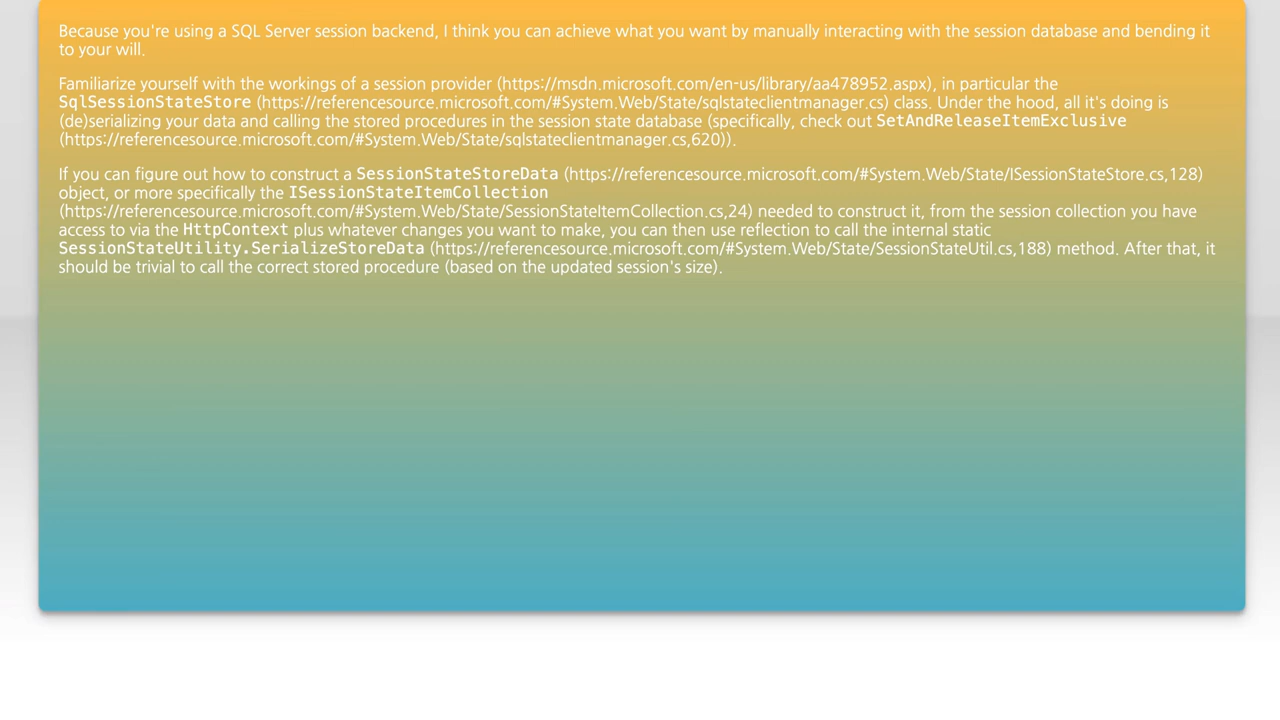 Because you're using a SQL Server session backend, I think you can achieve what you want by manually interacting with the session database and bending it
to your will.
Familiarize yourself with the workings of a session provider (https://msdn.microsoft.com/en-us/library/aa478952.aspx), in particular the
SqlSessionStateStore (https://referencesource.microsoft.com/#System.Web/State/sqlstateclientmanager.cs) class. Under the hood, all it's doing is
(de)serializing your data and calling the stored procedures in the session state database (specifically, check out SetAndReleaseItemExclusive
(https://referencesource.microsoft.com/#System.Web/State/sqlstateclientmanager.cs,620)).
If you can figure out how to construct a SessionStateStoreData (https://referencesource.microsoft.com/#System.Web/State/ISessionStateStore.cs,128)
object, or more specifically the ISessionStateItemCollection
(https://referencesource.microsoft.com/#System.Web/State/SessionStateItemCollection.cs,24) needed to construct it, from the session collection you have
access to via the HttpContext plus whatever changes you want to make, you can then use reflection to call the internal static
SessionStateUtility.SerializeStoreData (https://referencesource.microsoft.com/#System.Web/State/SessionStateUtil.cs,188) method. After that, it
should be trivial to call the correct stored procedure (based on the updated session's size).